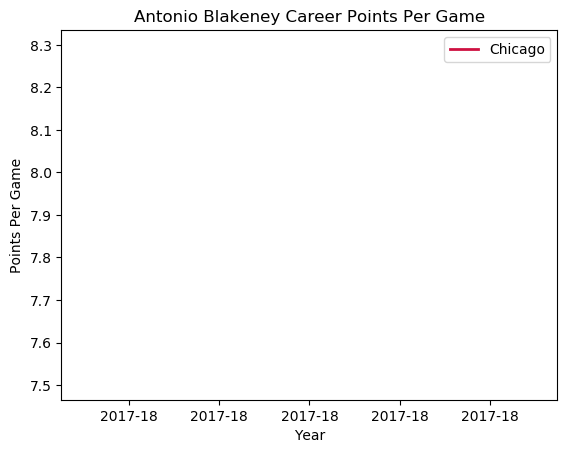 Antonio Blakeney Career Points Per Game
Chicago
8.3
8.2
8.1
8.0
7.9
7.8
7.7
7.6
7.5
Points Per Game
2017-18 2017-18 2017-18 2017-18 2017-18
Year